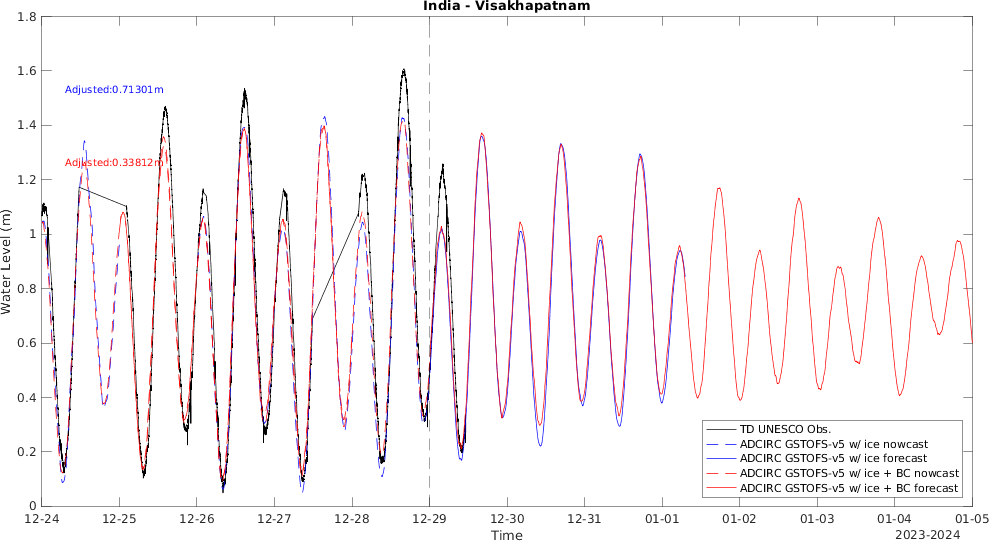 India - Visakhapatnam
Adjusted:0.71301m
Adjusted:0.33812m
Water Level (m)
1.8
1.6
1.4
1.2
1
0.8
0.6
0.4
0.2
0
TD UNESCO Obs.
ADCIRC GSTOFS-v5 w/ ice nowcast
ADCIRC GSTOFS-v5 w/ ice forecast
ADCIRC GSTOFS-v5 w/ ice + BC nowcast
ADCIRC GSTOFS-v5 w/ ice + BC forecast
12-24 12-25 12-26 12-27 12-28 12-29 12-30 12-31 01-01 01-02 01-03 01-04 01-05
Time
2023-2024